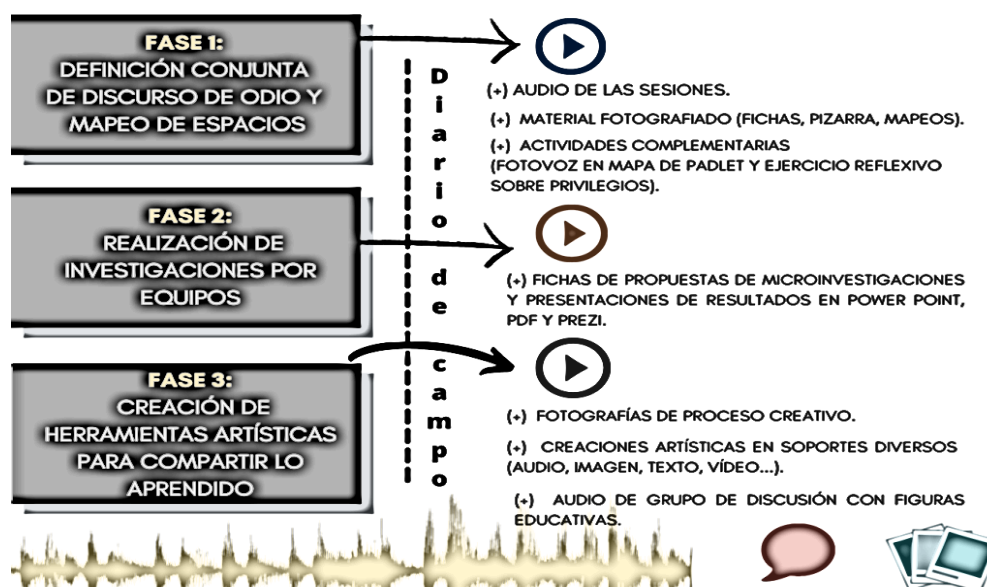 FASE 1:
DEFINICIÓN CONJUNTA
DE DISCURSO DE ODIO Y
MAPEO DE ESPACIOS
FASE 2:
REALIZACIÓN DE
INVESTIGACIONES POR
EQUIPOS
FASE 3:
CREACIÓN DE
HERRAMIENTAS ARTÍSTICAS
PARA COMPARTIR LO
APRENDIDO
Diario de campo
(+) AUDIO DE LAS SESIONES.
(+) MATERIAL FOTOGRAFIADO (FICHAS, PIZARRA, MAPEOS).
(+) ACTIVIDADES COMPLEMENTARIAS
(FOTOVOZ EN MAPA DE PADLET Y EJERCICIO REFLEXIVO
SOBRE PRIVILEGIOS).
(+) FICHAS DE PROPUESTAS DE MICROINVESTIGACIONES
Y PRESENTACIONES DE RESULTADOS EN POWER POINT,
PDF Y PREZI.
(+) FOTOGRAFÍAS DE PROCESO CREATIVO.
(+) CREACIONES ARTÍSTICAS EN SOPORTES DIVERSOS
(AUDIO, IMAGEN, TEXTO, VÍDEO...).
(+) AUDIO DE GRUPO DE DISCUSIÓN CON FIGURAS
EDUCATIVAS.